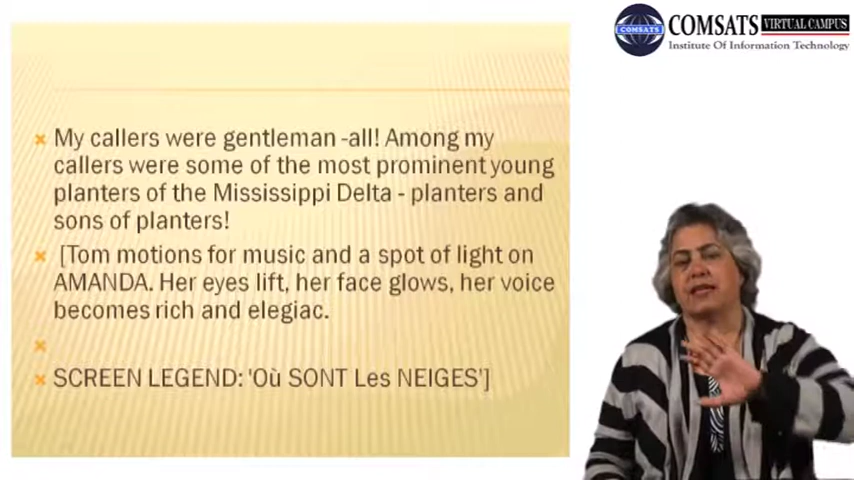 COMSATS VIRTUAL CAMPUS
COMSATS
Institute Of Information Technology
My callers were gentleman -all! Among my
callers were some of the most prominent young
planters of the Mississippi Delta - planters and
sons of planters!
[Tom motions for music and a spot of light on
AMANDA. Her eyes lift, her face glows, her voice
becomes rich and elegiac.
SCREEN LEGEND: 'Où SONT Les NEIGES']